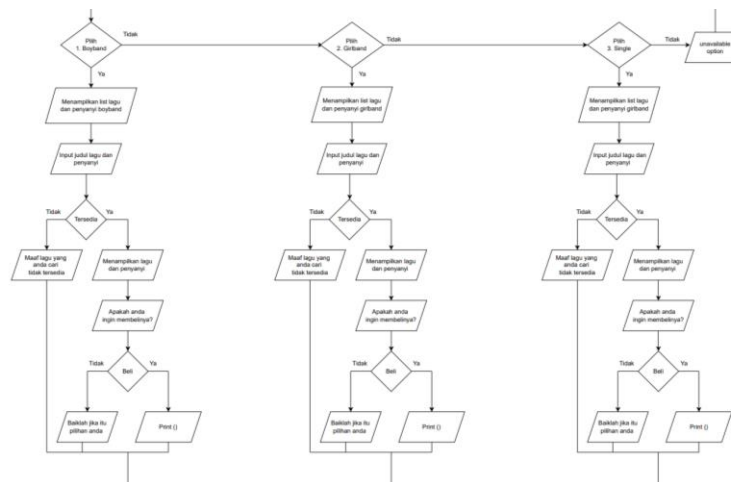 Pilih
1. Boyband
Tidak
Ya
Menampilkan list lagu
dan penyanyi boyband
Input judul lagu dan
penyanyi
Tersedia
Tidak
Ya
Maaf lagu yang
anda cari
tidak tersedia
Menampilkan lagu
dan penyanyi
Apakah anda
ingin membelinya?
Beli
Tidak
Ya
Baiklah jika itu
pilihan anda
Print ()
Pilih
2. Girlband
Tidak
Ya
Menampilkan list lagu
dan penyanyi girlband
Input judul lagu dan
penyanyi
Tersedia
Tidak
Ya
Maaf lagu yang
anda cari
tidak tersedia
Menampilkan lagu
dan penyanyi
Apakah anda
ingin membelinya?
Beli
Tidak
Ya
Baiklah jika itu
pilihan anda
Print ()
Pilih
3. Single
Tidak
Ya
unavailable
option
Menampilkan list lagu
dan penyanyi girlband
Input judul lagu dan
penyanyi
Tersedia
Tidak
Ya
Maaf lagu yang
anda cari
tidak tersedia
Menampilkan lagu
dan penyanyi
Apakah anda
ingin membelinya?
Beli
Tidak
Ya
Baiklah jika itu
pilihan anda
Print ()